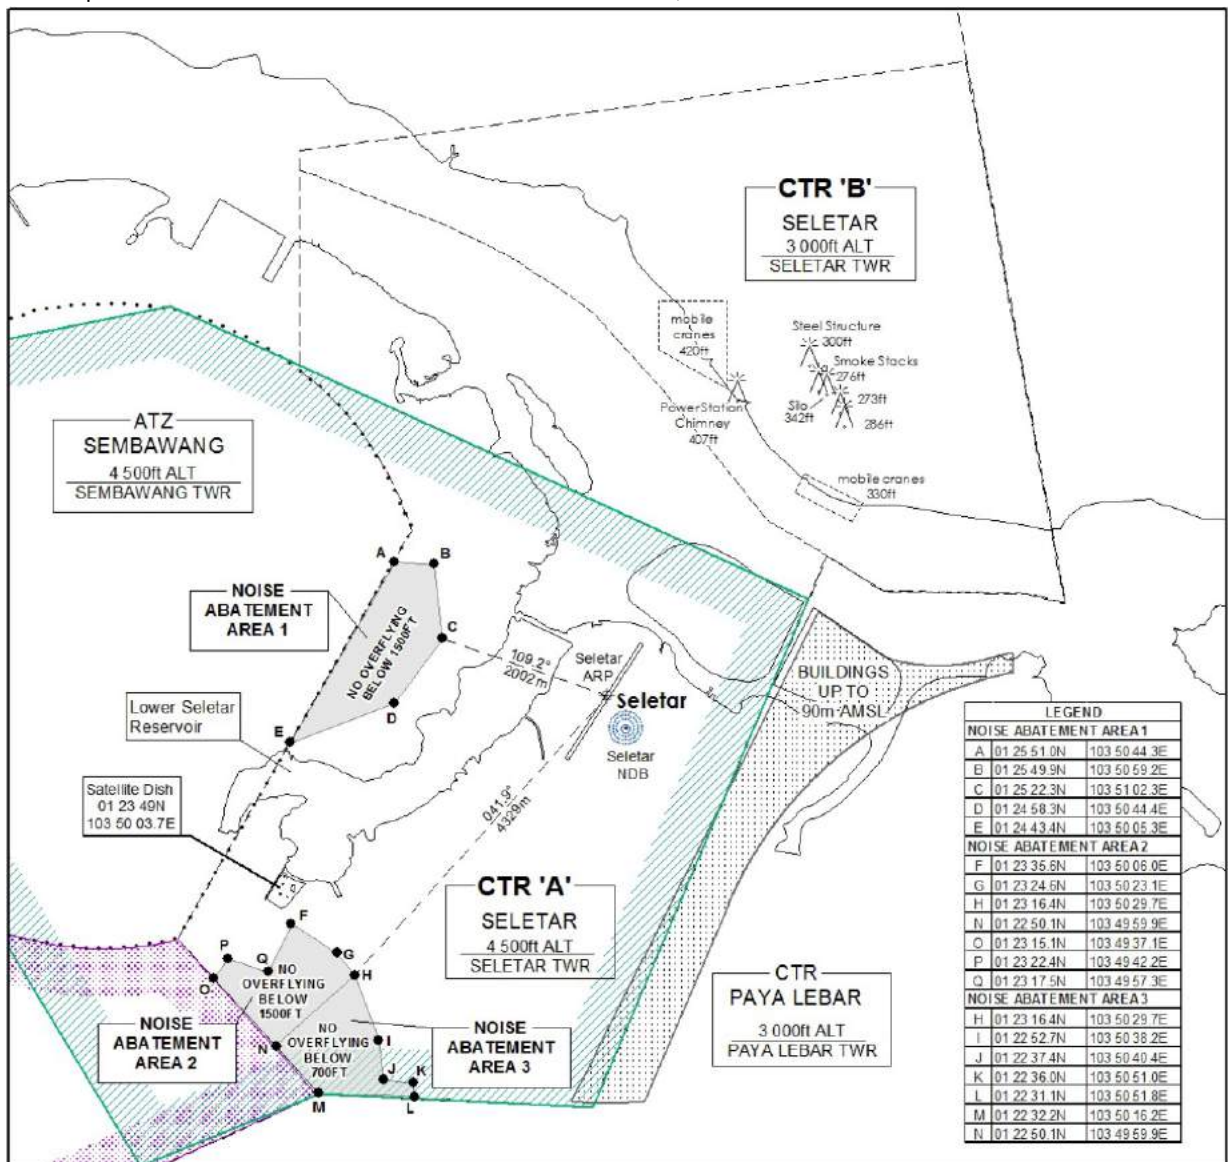 CTR 'B'
SELETAR
3 000ft ALT
SELETAR TWR
mobile
cranes
420ft
Steel Structure
300ft
Smoke Stacks
276ft
Silo
342ft
273ft
286ft
Power Station
Chimney
407ft
mobile cranes
330ft
ATZ
SEMBAWANG
4 500ft ALT
SEMBAWANG TWR
A
B
NOISE
ABATEMENT
AREA 1
NO OVERFLYING
BELOW 1500FT
C
109.2°
2002m
Seletar
ARP
Seletar
Seletar
NDB
BUILDINGS
UP TO
90m AMSL
D
E
Lower Seletar
Reservoir
Satellite Dish
01 23 49N
103 50 03.7E
041.9°
4329m
CTR 'A'
SELETAR
4 500ft ALT
SELETAR TWR
F
G
H
P
Q
O
NO
OVERFLYING
BELOW
1500FT
NOISE
ABATEMENT
AREA 2
N
NO
OVERFLYING
BELOW
700FT
NOISE
ABATEMENT
AREA 3
I
J
K
L
M
CTR
PAYA LEBAR
3 000ft ALT
PAYA LEBAR TWR
LEGEND
NOISE ABATEMENT AREA 1
A 01 25 51.0N 103 50 44.3E
B 01 25 49.9N 103 50 59.2E
C 01 25 22.3N 103 51 02.3E
D 01 24 58.3N 103 50 44.4E
E 01 24 43.4N 103 50 05.3E
NOISE ABATEMENT AREA 2
F 01 23 35.6N 103 50 06.0E
G 01 23 24.6N 103 50 23.1E
H 01 23 16.4N 103 50 29.7E
N 01 22 50.1N 103 49 59.9E
O 01 23 15.1N 103 49 37.1E
P 01 23 22.4N 103 49 42.2E
Q 01 23 17.5N 103 49 57.3E
NOISE ABATEMENT AREA 3
H 01 23 16.4N 103 50 29.7E
I 01 22 52.7N 103 50 38.2E
J 01 22 37.4N 103 50 40.4E
K 01 22 36.0N 103 50 51.0E
L 01 22 31.1N 103 50 51.8E
M 01 22 32.2N 103 50 16.2E
N 01 22 50.1N 103 49 59.9E